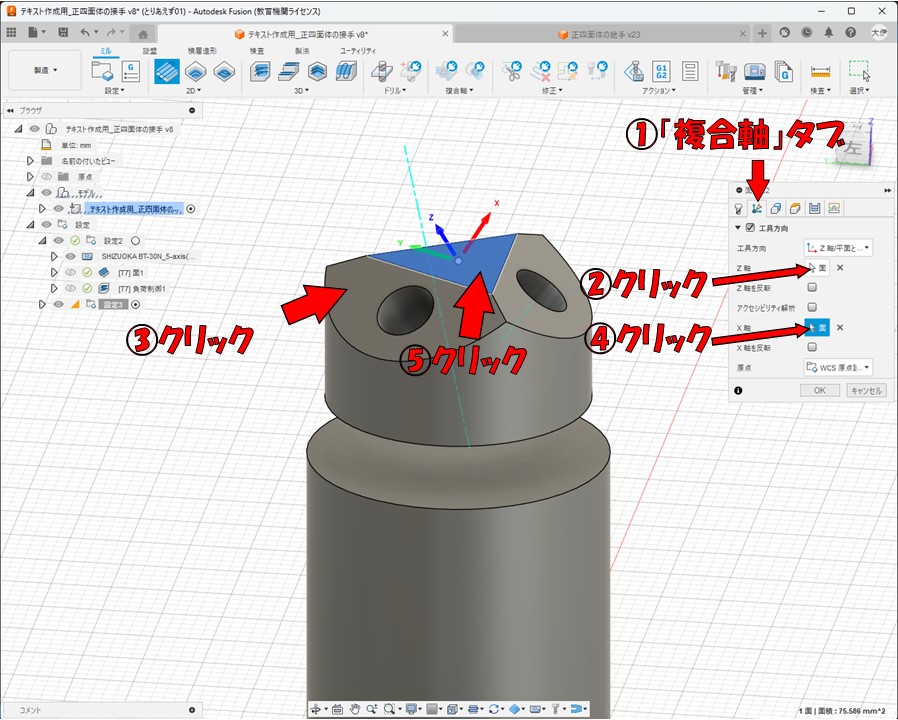 テキスト作成用_正四面体の接手 v8* (とりあえず01) - Autodesk Fusion (教育機関ライセンス)
テキスト作成用_正四面体の接手 v8*
正四面体の継手 v23
大伊
ミル 旋盤 積層造形 検査 製法 ユーティリティ
製造
G1
G2
設定 2D 3D ドリル 複合軸 修正 アクション 管理 検査 選択
ブラウザ
テキスト作成用_正四面体の接手 v8
単位: mm
名前の付いたビュー
原点
モデル
テキスト作成用_正四面体の...
設定
設定2
SHIZUOKA BT-30N_5-axis(...
[T7] 面1
[T7] 負荷制御1
設定3
①「複合軸」タブ
左
Z
Y
工具方向
工具方向 Z 軸/平面と...
Z 軸 面
Z 軸を反転
アクセシビリティ解析
X 軸 面
X 軸を反転
原点 WCS 原点を...
OK キャンセル
②クリック
③クリック
④クリック
⑤クリック
Z
X
Y
コメント
1 面 | 面積 : 75.586 mm^2